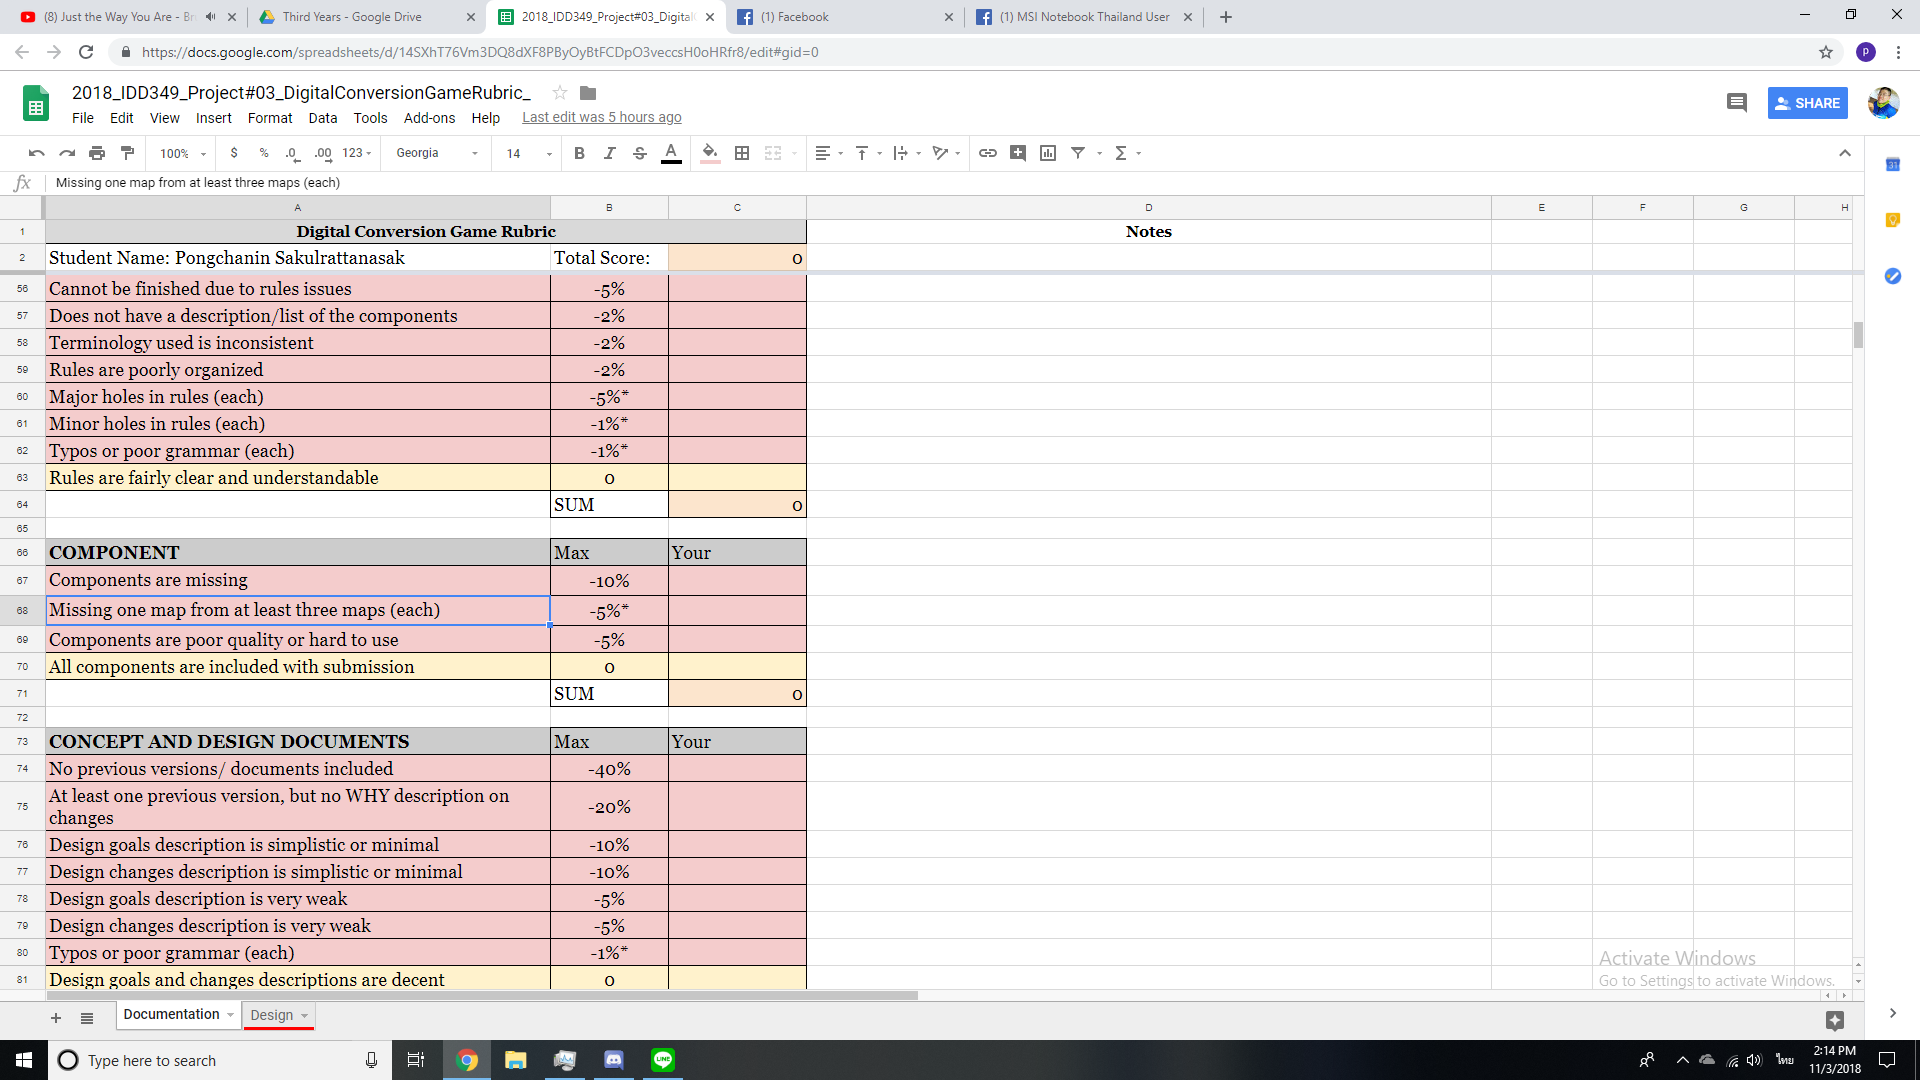 (8) Just the Way You Are - Br
Third Years - Google Drive
2018_IDD349_Project#03_Digital
(1) Facebook
(1) MSI Notebook Thailand User
https://docs.google.com/spreadsheets/d/14SXhT76Vm3DQ8dXF8PByOyBtFCDpO3veccsH0oHRfr8/edit#gid=0
P
2018_IDD349_Project#03_DigitalConversionGameRubric_
File Edit View Insert Format Data Tools Add-ons Help Last edit was 5 hours ago
SHARE
100% $ % .0 .00 123 Georgia 14 B I S A Σ
fx Missing one map from at least three maps (each)
A B C D E F G H
1 Digital Conversion Game Rubric Notes
2 Student Name: Pongchanin Sakulrattanasak Total Score: 0
56 Cannot be finished due to rules issues -5%
57 Does not have a description/list of the components -2%
58 Terminology used is inconsistent -2%
59 Rules are poorly organized -2%
60 Major holes in rules (each) -5%*
61 Minor holes in rules (each) -1%*
62 Typos or poor grammar (each) -1%*
63 Rules are fairly clear and understandable 0
64 SUM 0
65
66 COMPONENT Max Your
67 Components are missing -10%
68 Missing one map from at least three maps (each) -5%*
69 Components are poor quality or hard to use -5%
70 All components are included with submission 0
71 SUM 0
72
73 CONCEPT AND DESIGN DOCUMENTS Max Your
74 No previous versions/ documents included -40%
75 At least one previous version, but no WHY description on
changes -20%
76 Design goals description is simplistic or minimal -10%
77 Design changes description is simplistic or minimal -10%
78 Design goals description is very weak -5%
79 Design changes description is very weak -5%
80 Typos or poor grammar (each) -1%*
81 Design goals and changes descriptions are decent 0
Activate Windows
Go to Settings to activate Windows.
31
Documentation Design
Type here to search
LINE
ไทย
2:14 PM
11/3/2018